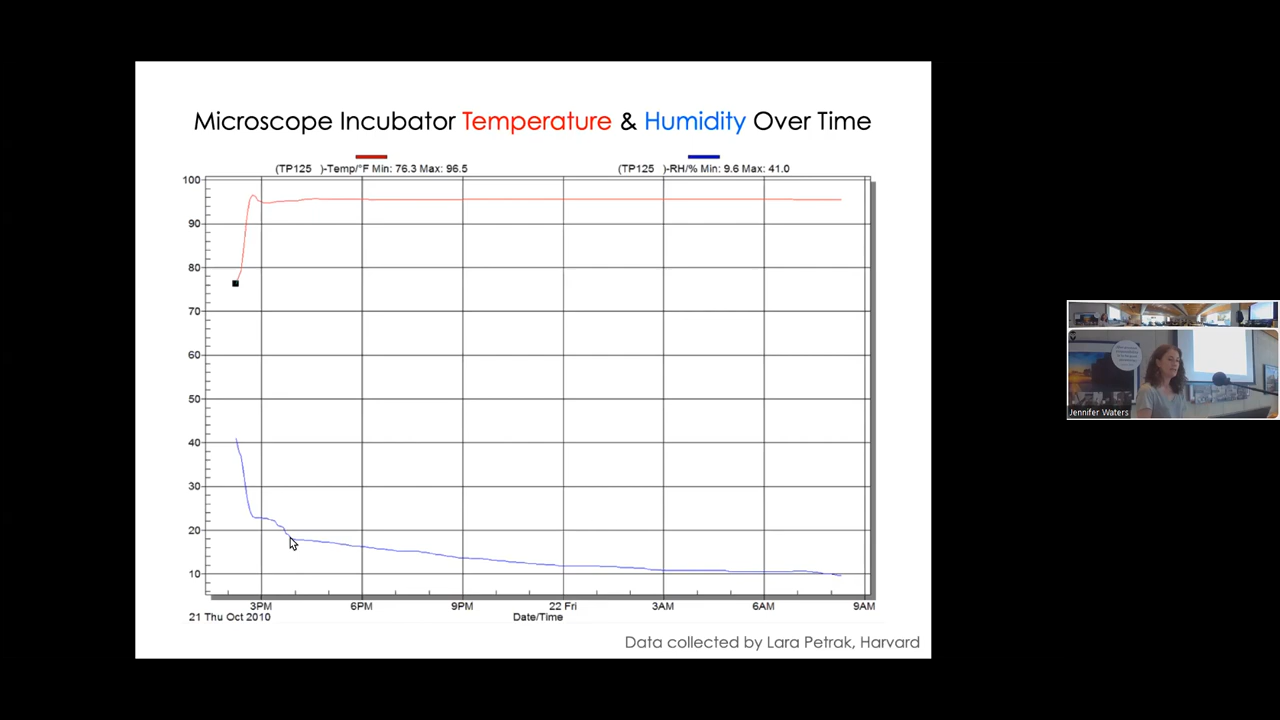 Microscope Incubator Temperature & Humidity Over Time
(TP125 )-Temp/°F Min: 76.3 Max: 96.5
(TP125 )-RH/% Min: 9.6 Max: 41.0
100
90
80
70
60
50
40
30
20
10
3PM 6PM 9PM 22 Fri 3AM 6AM 9AM
21 Thu Oct 2010 Date/Time
Data collected by Lara Petrak, Harvard
Jennifer Waters